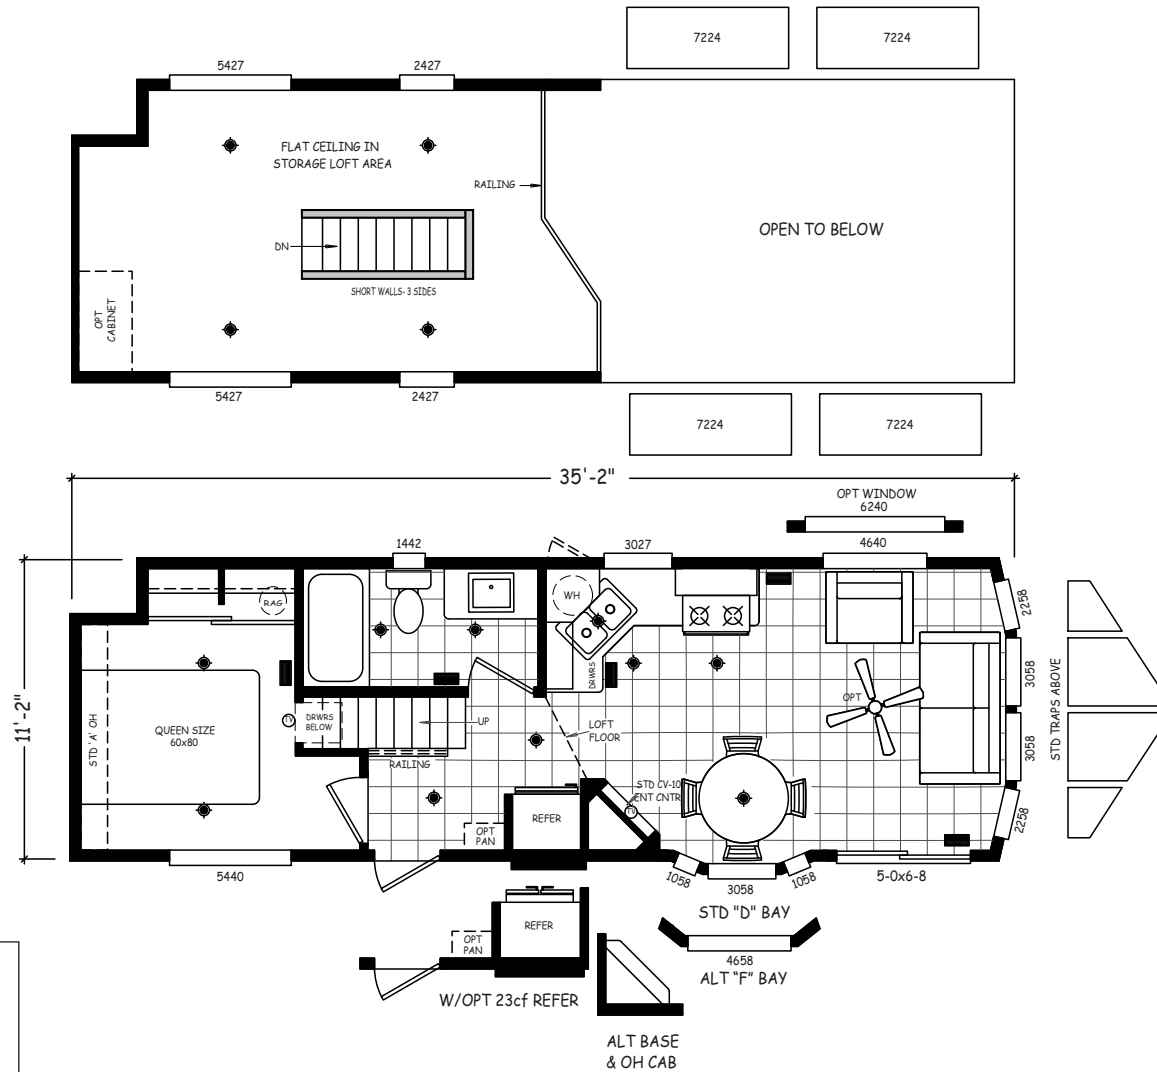 7224
7224
5427
2427
FLAT CEILING IN
STORAGE LOFT AREA
RAILING
OPEN TO BELOW
DN
SHORT WALLS- 3 SIDES
OPT
CABINET
5427
2427
7224
7224
35'-2"
OPT WINDOW
6240
1442
3027
4640
RAG
WH
2258
3058
STD TRAPS ABOVE
11'-2"
STD 'A' OH
QUEEN SIZE
60x80
TV
DRWRS
BELOW
UP
RAILING
DRWRS
LOFT
FLOOR
OPT
3058
STD CV-10
ENT CNTR
TV
REFER
OPT
PAN
2258
5440
1058
3058
1058
5-0x6-8
STD "D" BAY
REFER
OPT
PAN
4658
ALT "F" BAY
W/OPT 23cf REFER
ALT BASE
& OH CAB